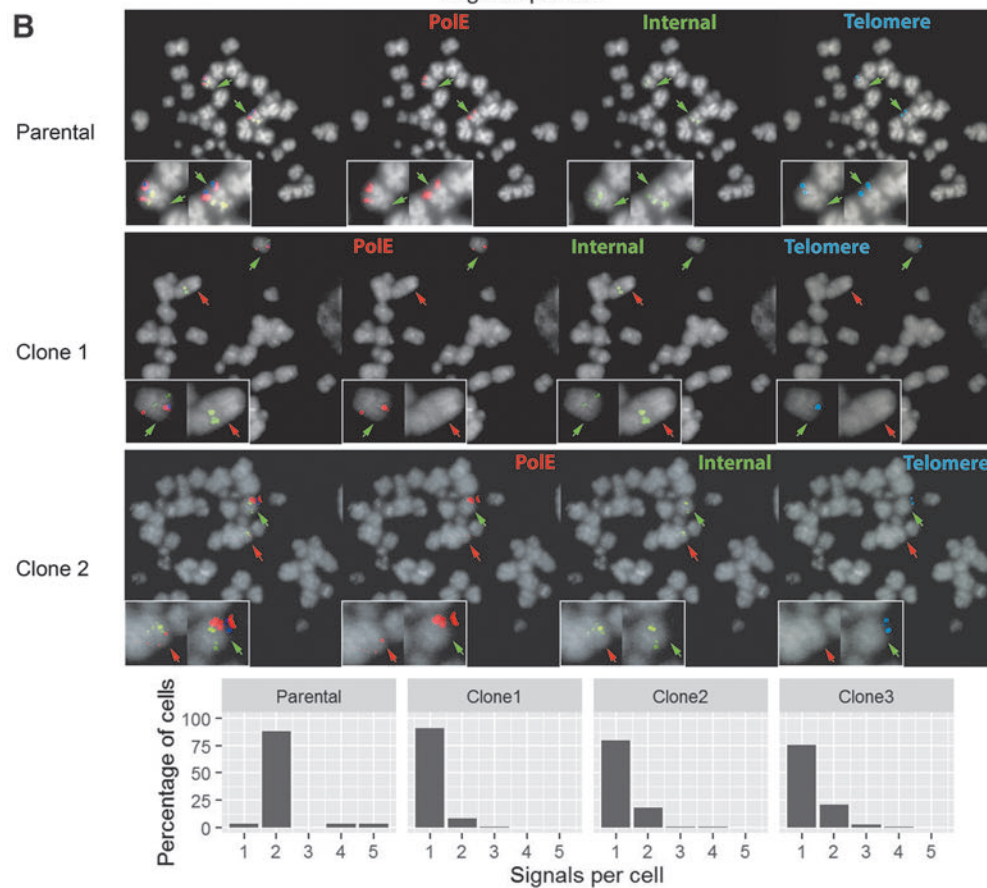 B
PolE Internal Telomere
Parental
PolE Internal Telomere
Clone 1
PolE Internal Telomere
Clone 2
Parental Clone1 Clone2 Clone3
Percentage of cells
100
75
50
25
0
1 2 3 4 5 1 2 3 4 5 1 2 3 4 5 1 2 3 4 5
Signals per cell